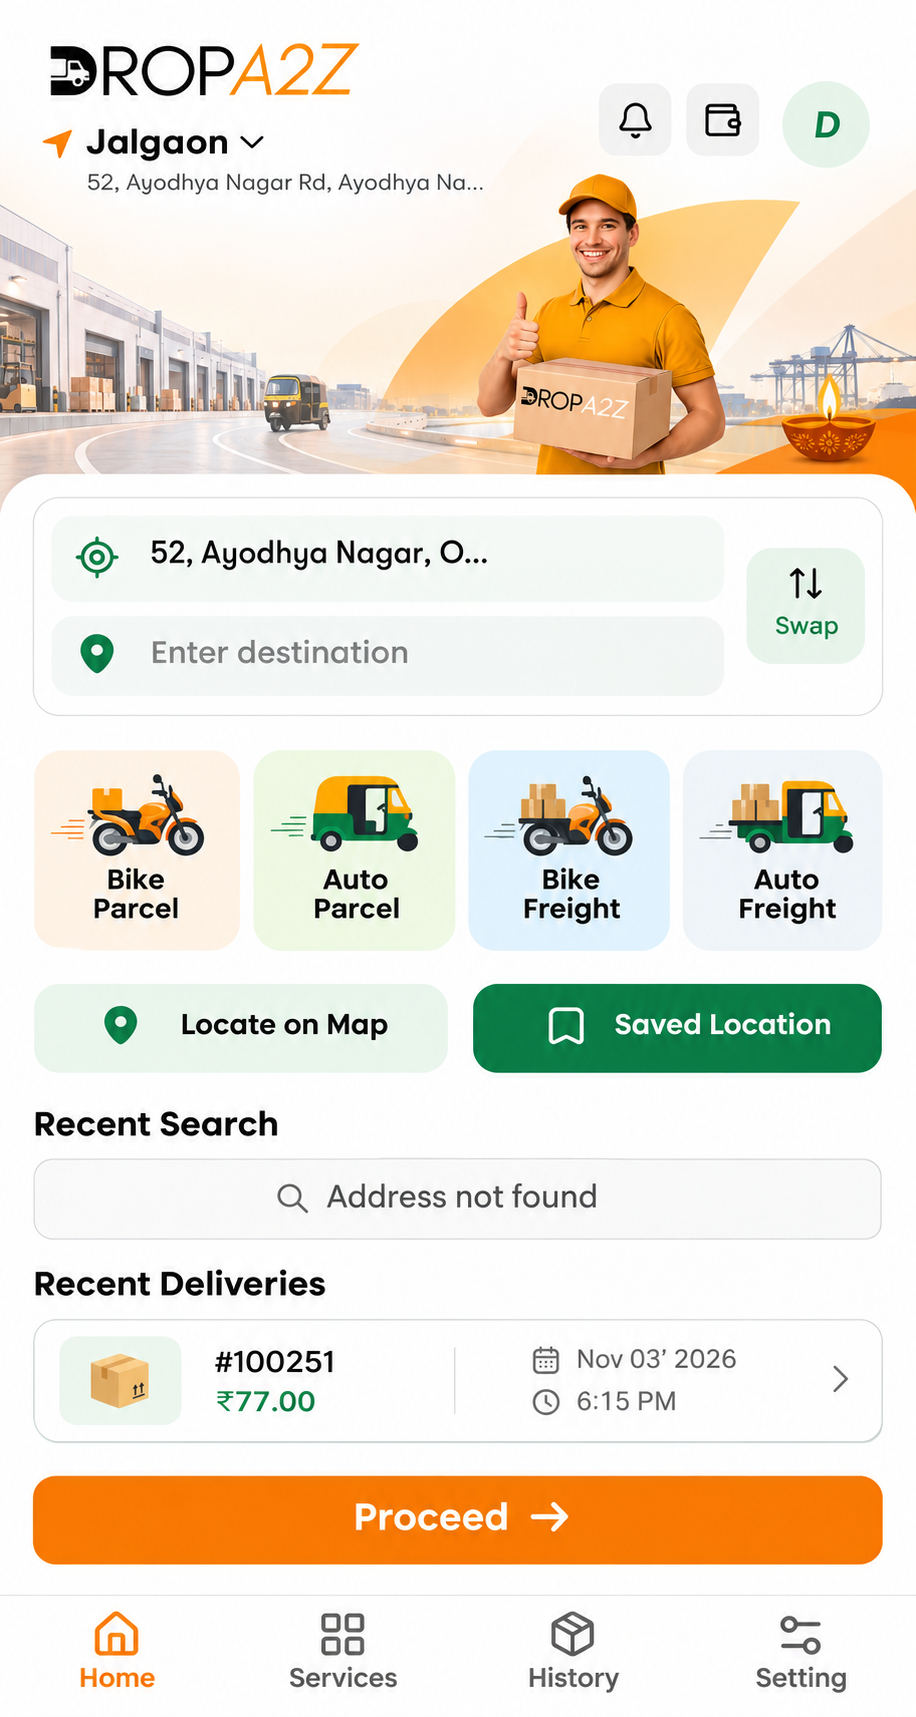 DROPA2Z
Jalgaon
52, Ayodhya Nagar Rd, Ayodhya Na...
D
DROPA2Z
52, Ayodhya Nagar, O...
Enter destination
Swap
Bike
Parcel
Auto
Parcel
Bike
Freight
Auto
Freight
Locate on Map
Saved Location
Recent Search
Address not found
Recent Deliveries
#100251
₹77.00
Nov 03’ 2026
6:15 PM
Proceed
Home
Services
History
Setting